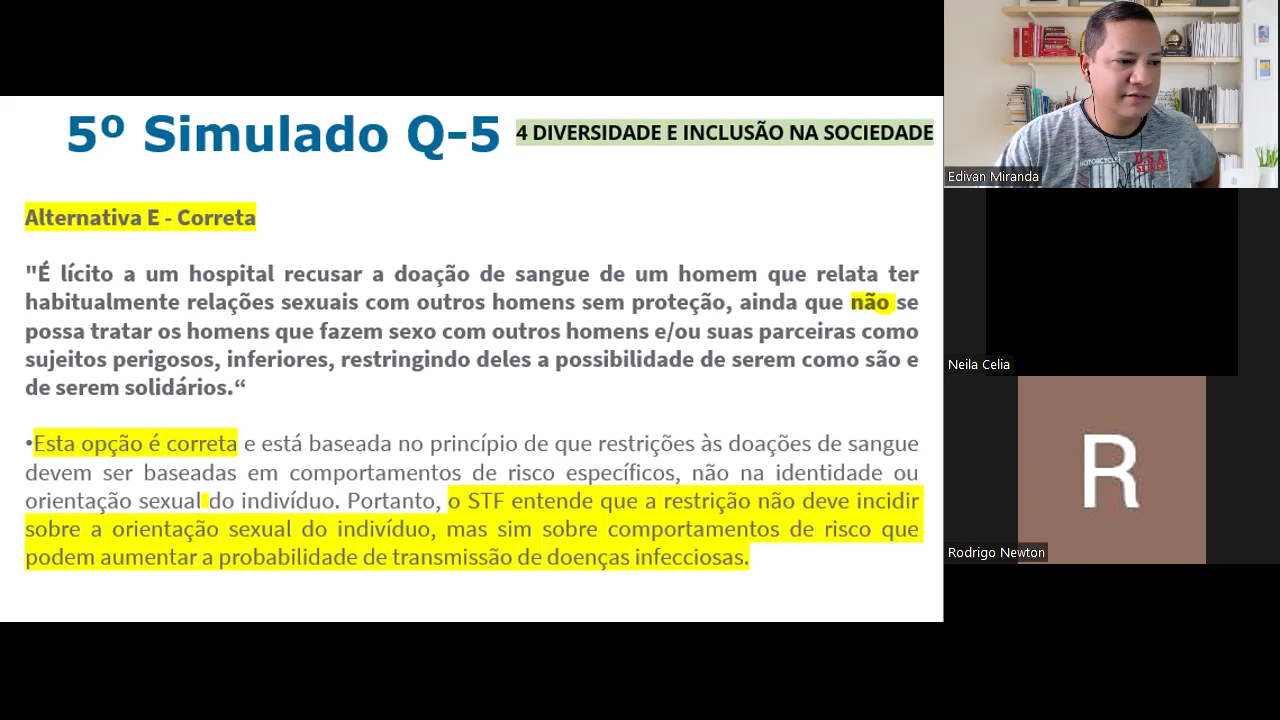 5º Simulado Q-5
4 DIVERSIDADE E INCLUSÃO NA SOCIEDADE
Alternativa E - Correta
"É lícito a um hospital recusar a doação de sangue de um homem que relata ter
habitualmente relações sexuais com outros homens sem proteção, ainda que não se
possa tratar os homens que fazem sexo com outros homens e/ou suas parceiras como
sujeitos perigosos, inferiores, restringindo deles a possibilidade de serem como são e
de serem solidários.“
•Esta opção é correta e está baseada no princípio de que restrições às doações de sangue
devem ser baseadas em comportamentos de risco específicos, não na identidade ou
orientação sexual do indivíduo. Portanto, o STF entende que a restrição não deve incidir
sobre a orientação sexual do indivíduo, mas sim sobre comportamentos de risco que
podem aumentar a probabilidade de transmissão de doenças infecciosas.
MOTORCYCLE
U.S.A
Edivan Miranda
Neila Celia
R
Rodrigo Newton